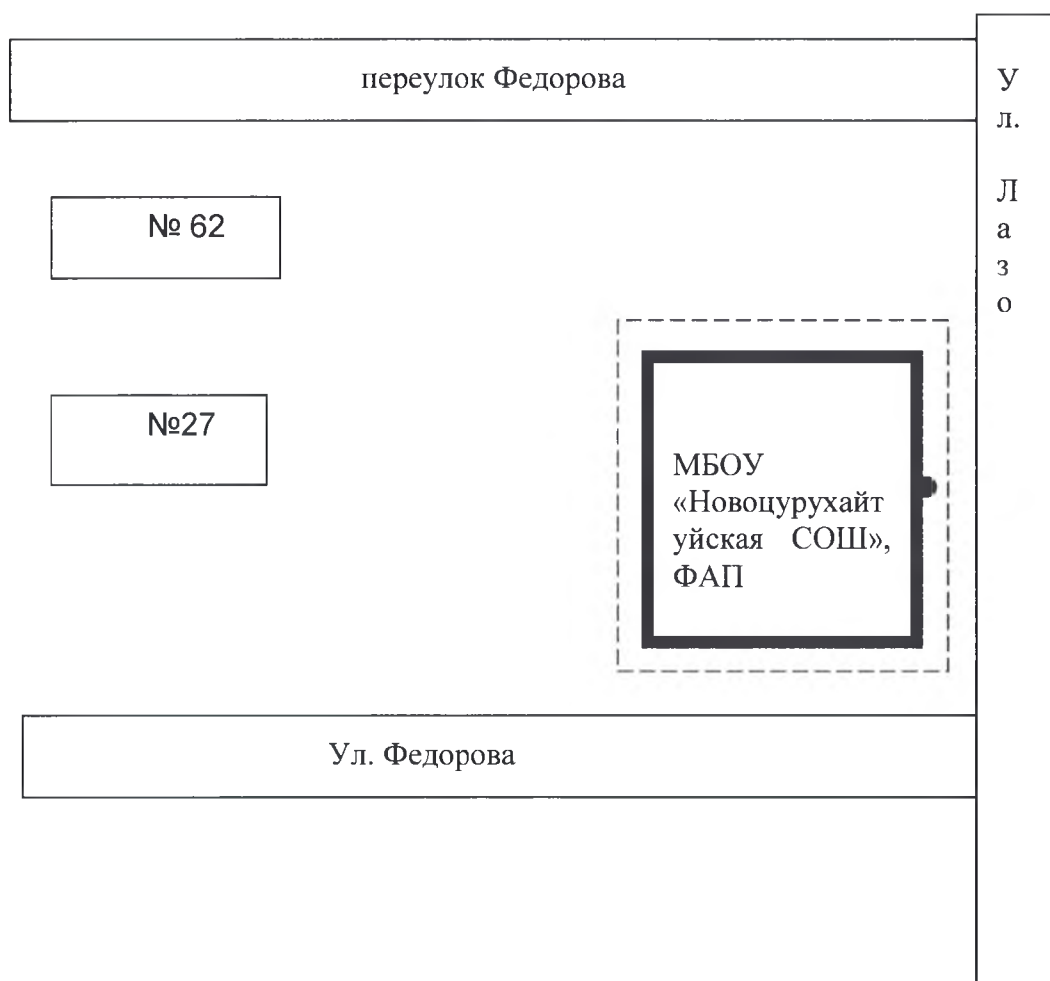 переулок Федорова
У
л.
Л
а
з
о
№ 62
№27
МБОУ
«Новоцурухайт
уйская СОШ»,
ФАП
Ул. Федорова